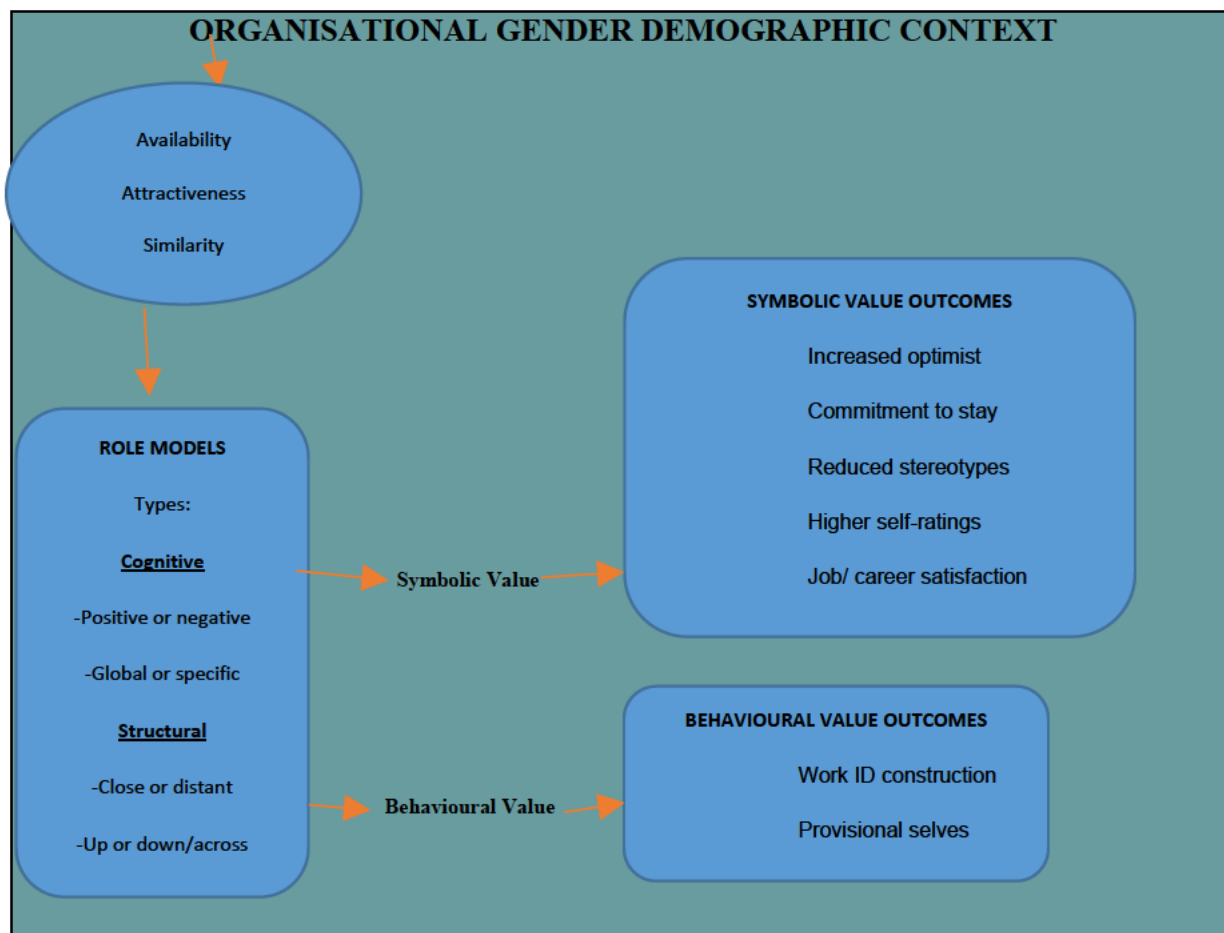 ORGANISATIONAL GENDER DEMOGRAPHIC CONTEXT
Availability
Attractiveness
Similarity
ROLE MODELS
Types:
Cognitive
-Positive or negative
-Global or specific
Structural
-Close or distant
-Up or down/across
Symbolic Value
Behavioural Value
SYMBOLIC VALUE OUTCOMES
Increased optimist
Commitment to stay
Reduced stereotypes
Higher self-ratings
Job/ career satisfaction
BEHAVIOURAL VALUE OUTCOMES
Work ID construction
Provisional selves